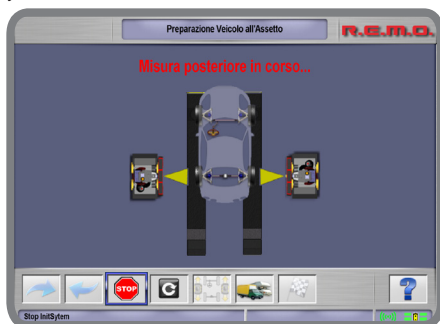 Preparazione Veicolo all'Assetto
R.E.M.O.
Misura posteriore in corso...
STOP
C
?
Stop InitSytem